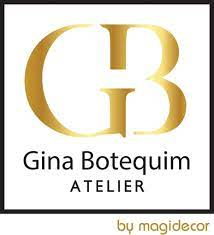 GB
Gina Botequim
ATELIER
by magidecor